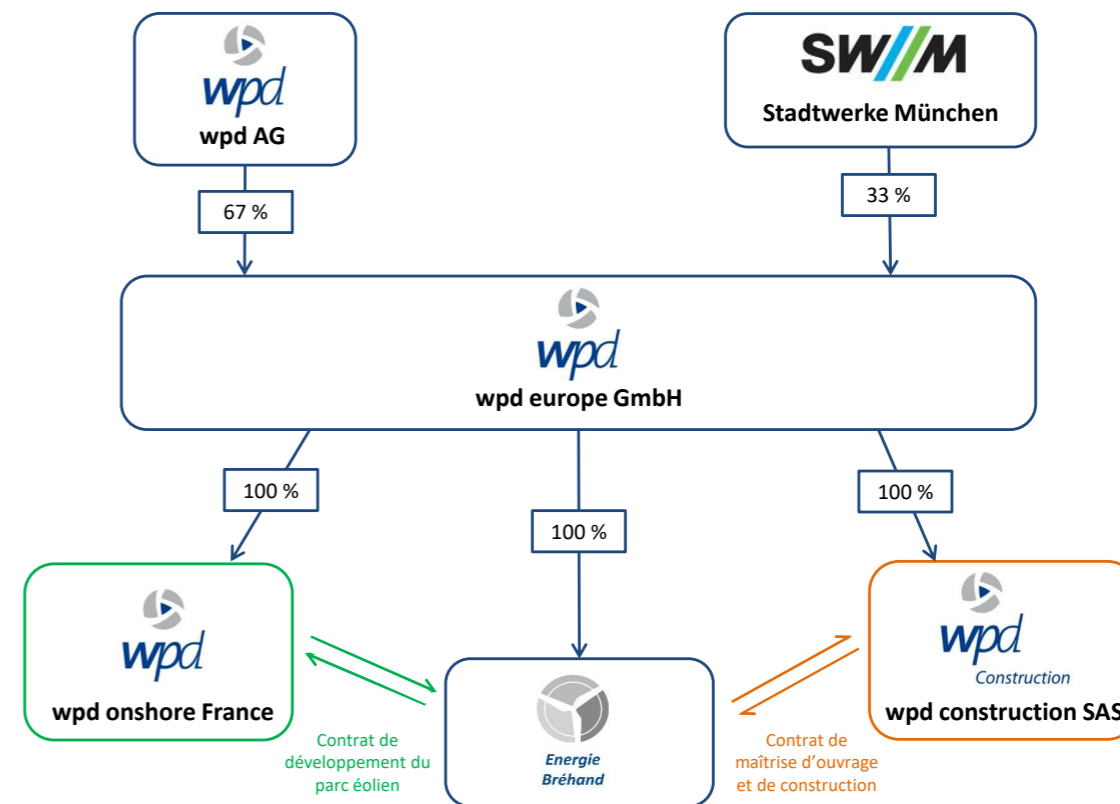 wpd
wpd AG
SW//M
Stadtwerke München
67 %
33 %
wpd
wpd europe GmbH
100 %
100 %
100 %
wpd
wpd onshore France
wpd
Construction
wpd construction SAS
Contrat de
développement du
parc éolien
Energie
Bréhand
Contrat de
maîtrise d’ouvrage
et de construction